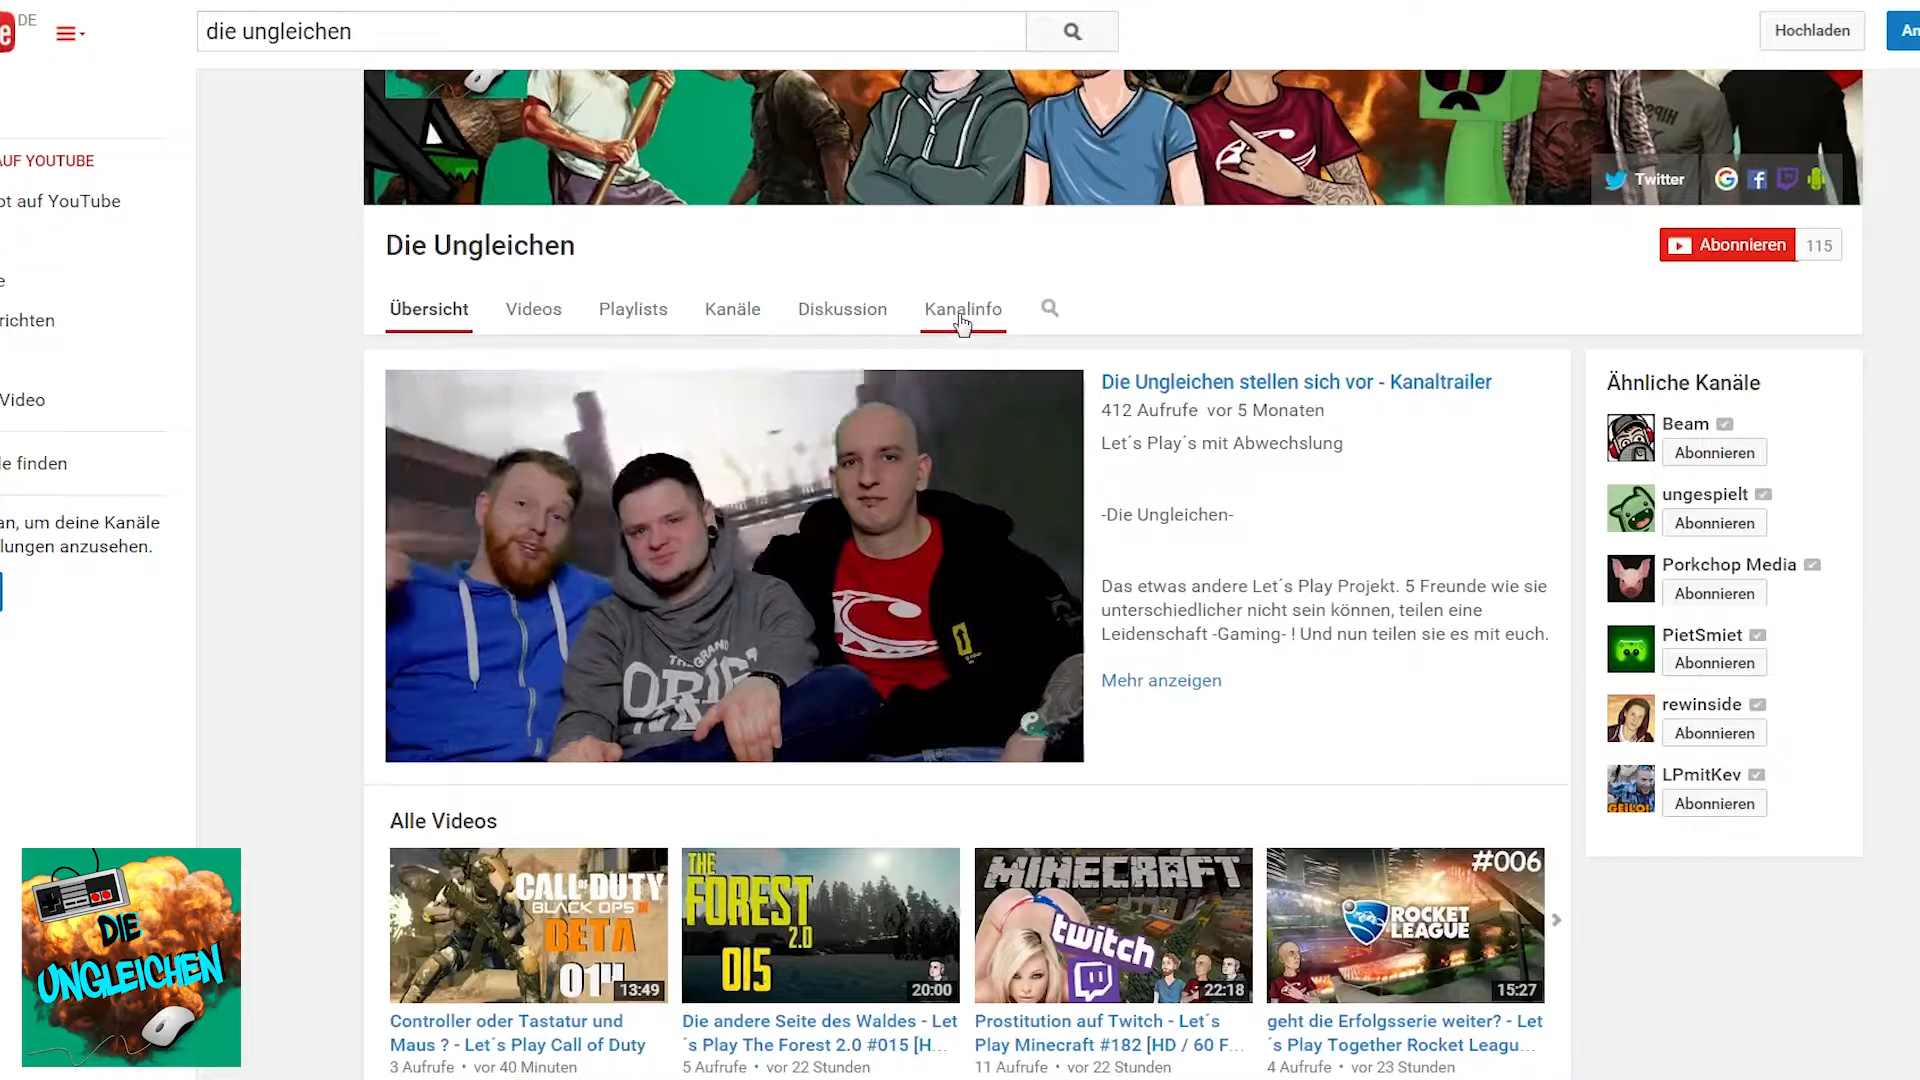 DE
die ungleichen
Hochladen
An
AUF YOUTUBE
ot auf YouTube
e
richten
Video
le finden
an, um deine Kanäle
lungen anzusehen.
Twitter
Die Ungleichen
Abonnieren
115
Übersicht
Videos
Playlists
Kanäle
Diskussion
Kanalinfo
Die Ungleichen stellen sich vor - Kanaltrailer
412 Aufrufe vor 5 Monaten
Let´s Play´s mit Abwechslung
-Die Ungleichen-
Das etwas andere Let´s Play Projekt. 5 Freunde wie sie
unterschiedlicher nicht sein können, teilen eine
Leidenschaft -Gaming- ! Und nun teilen sie es mit euch.
Mehr anzeigen
THE GRAND
Ähnliche Kanäle
Beam
Abonnieren
ungespielt
Abonnieren
Porkchop Media
Abonnieren
PietSmiet
Abonnieren
rewinside
Abonnieren
LPmitKev
Abonnieren
GEILO!
Alle Videos
CALL OF DUTY
BLACK OPS III
BETA
014
13:49
Controller oder Tastatur und
Maus ? - Let´s Play Call of Duty
3 Aufrufe • vor 40 Minuten
THE
FOREST
2.0
015
20:00
Die andere Seite des Waldes - Let
´s Play The Forest 2.0 #015 [H...
5 Aufrufe • vor 22 Stunden
MINECRAFT
twitch
22:18
Prostitution auf Twitch - Let´s
Play Minecraft #182 [HD / 60 F...
11 Aufrufe • vor 22 Stunden
#006
ROCKET
LEAGUE
15:27
geht die Erfolgsserie weiter? - Let
´s Play Together Rocket Leagu...
4 Aufrufe • vor 23 Stunden
DIE
UNGLEICHEN